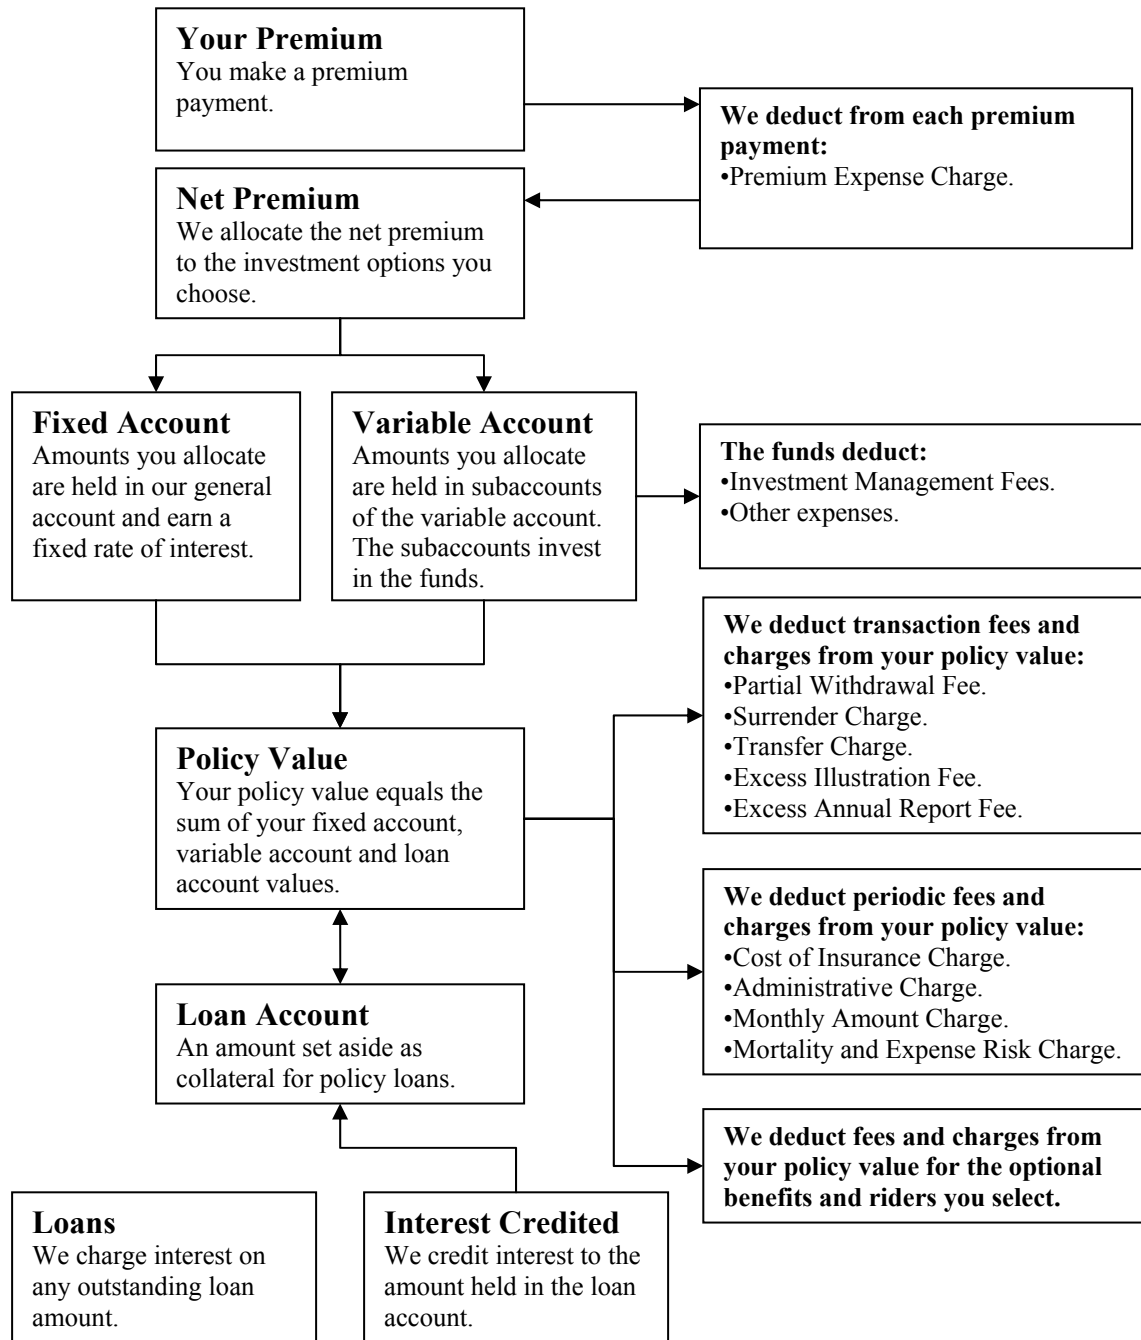 Your Premium
You make a premium
payment.
We deduct from each premium
payment:
•Premium Expense Charge.
Net Premium
We allocate the net premium
to the investment options you
choose.
Fixed Account
Amounts you allocate
are held in our general
account and earn a
fixed rate of interest.
Variable Account
Amounts you allocate
are held in subaccounts
of the variable account.
The subaccounts invest
in the funds.
The funds deduct:
•Investment Management Fees.
•Other expenses.
We deduct transaction fees and
charges from your policy value:
•Partial Withdrawal Fee.
•Surrender Charge.
•Transfer Charge.
•Excess Illustration Fee.
•Excess Annual Report Fee.
Policy Value
Your policy value equals the
sum of your fixed account,
variable account and loan
account values.
We deduct periodic fees and
charges from your policy value:
•Cost of Insurance Charge.
•Administrative Charge.
•Monthly Amount Charge.
•Mortality and Expense Risk Charge.
Loan Account
An amount set aside as
collateral for policy loans.
We deduct fees and charges from
your policy value for the optional
benefits and riders you select.
Loans
We charge interest on
any outstanding loan
amount.
Interest Credited
We credit interest to the
amount held in the loan
account.